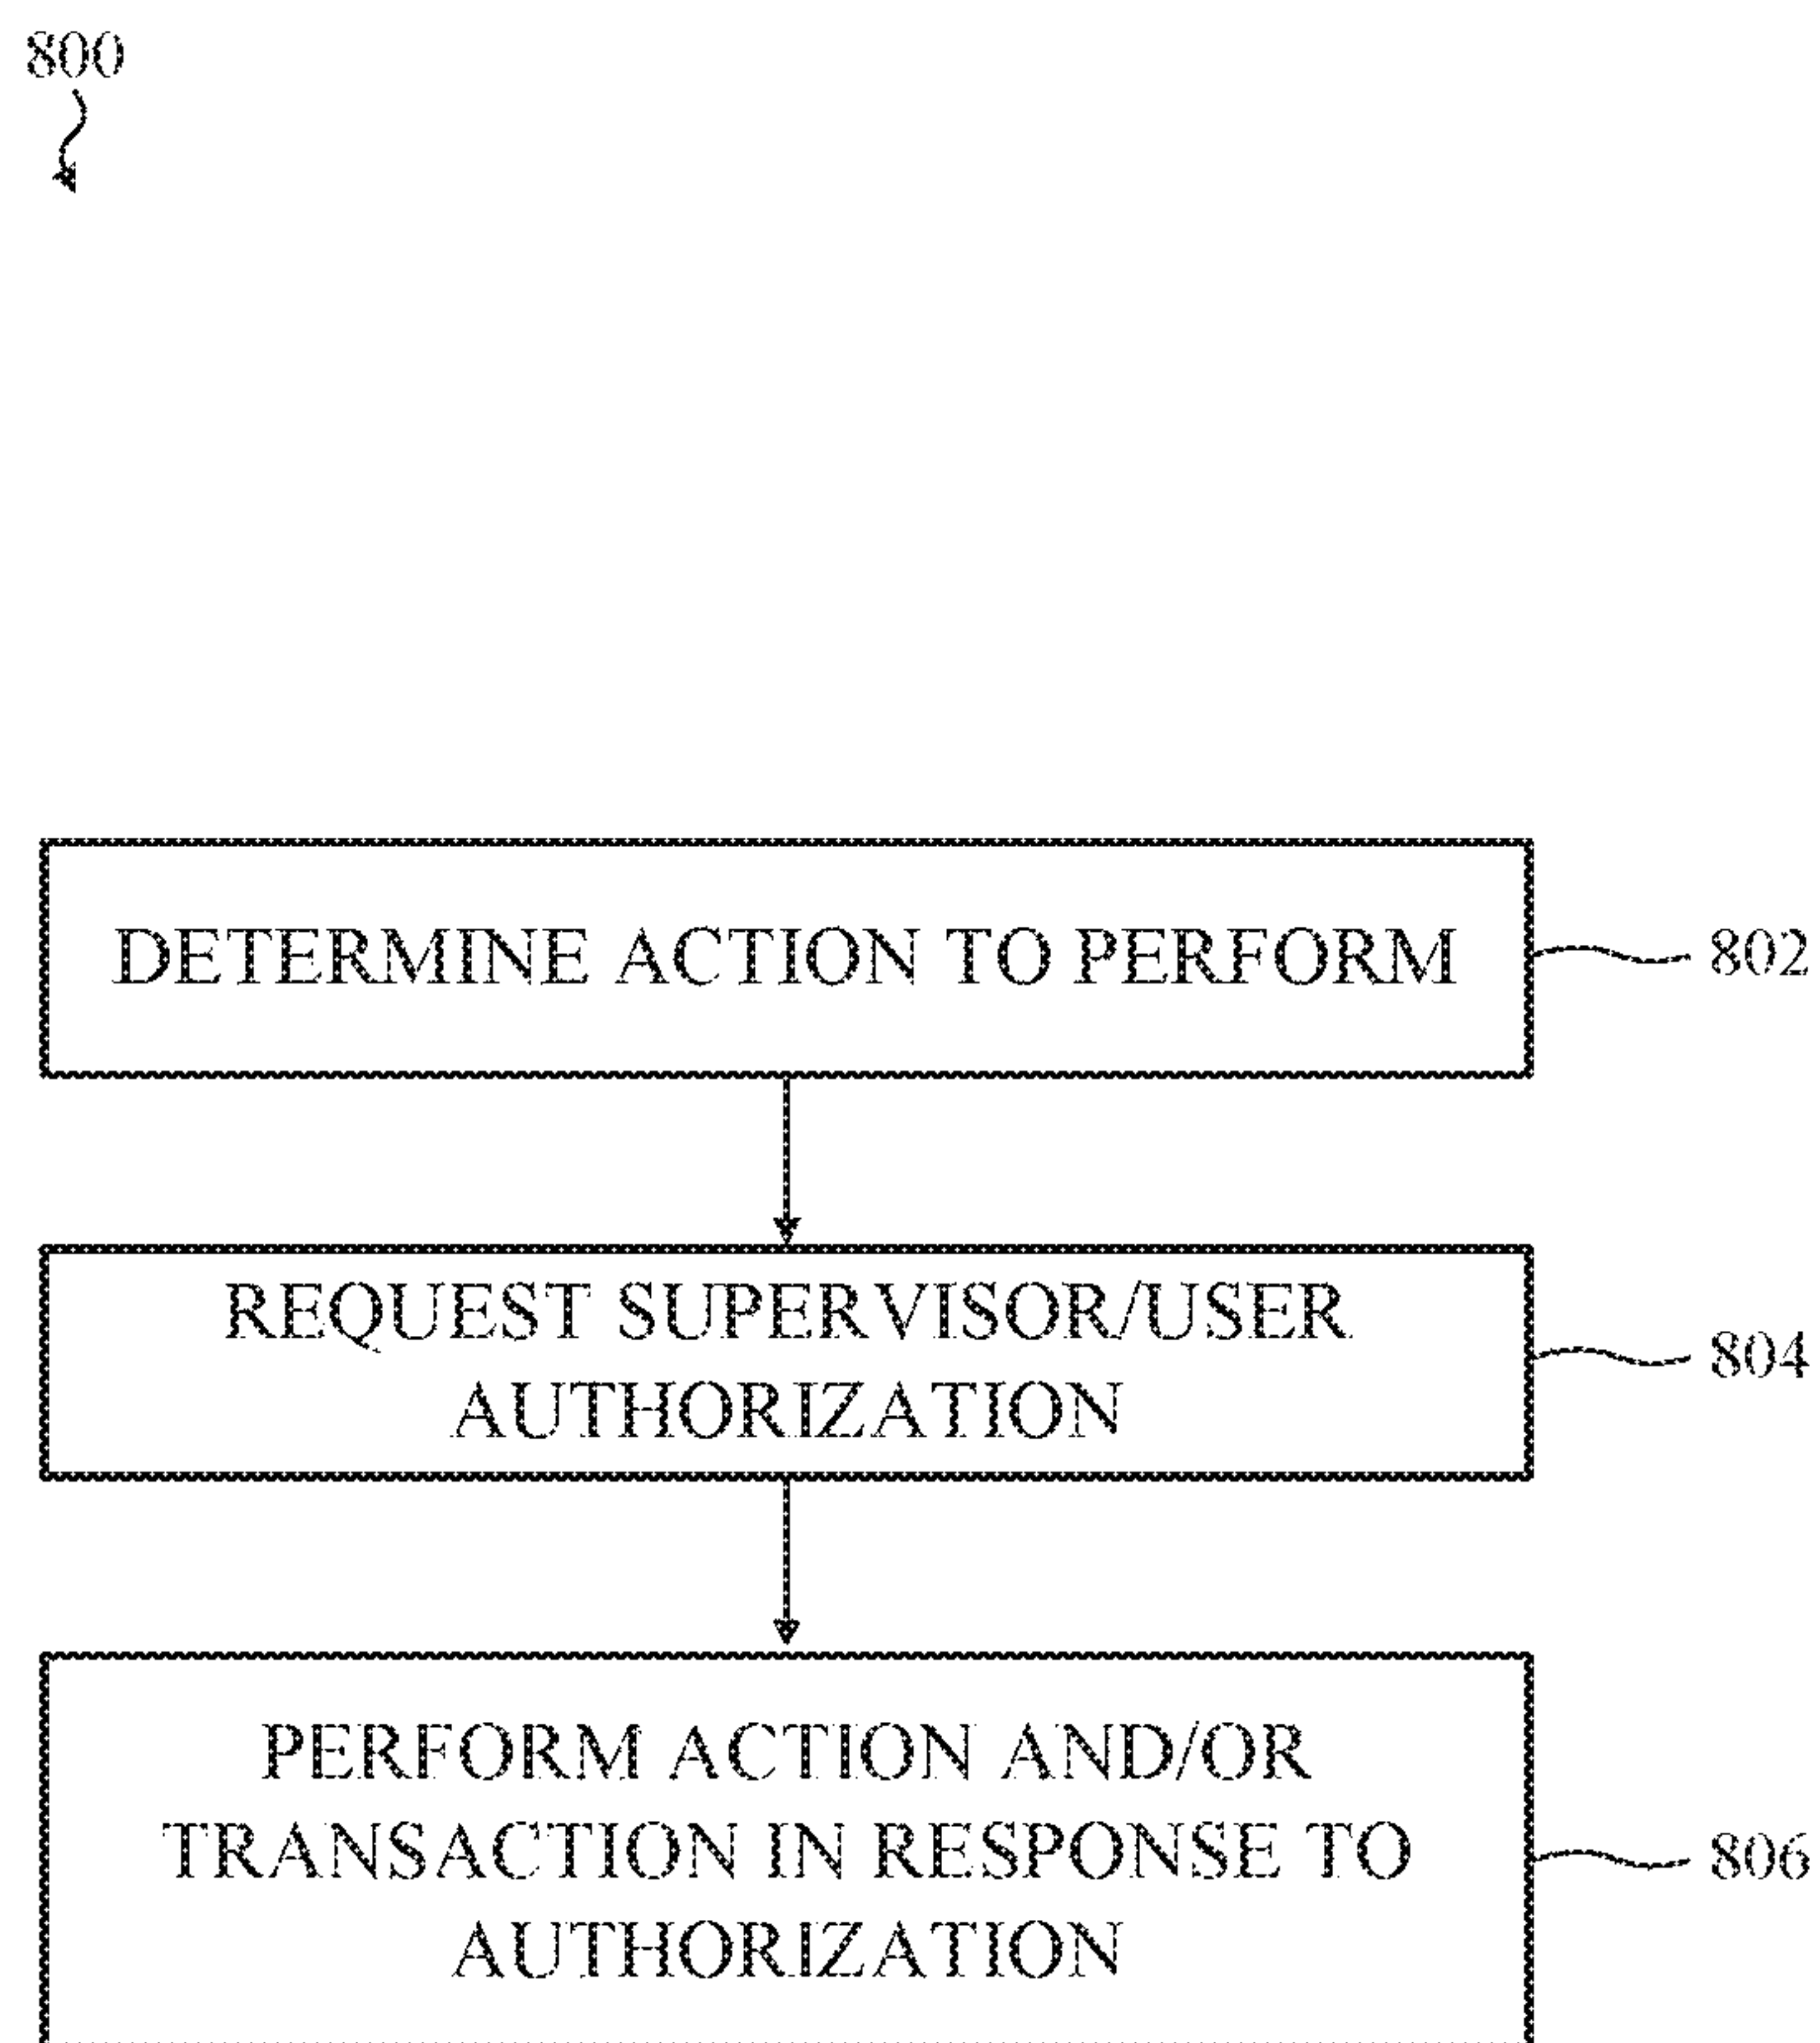 800
DETERMINE ACTION TO PERFORM
802
REQUEST SUPERVISOR/USER
AUTHORIZATION
804
PERFORM ACTION AND/OR
TRANSACTION IN RESPONSE TO
AUTHORIZATION
806